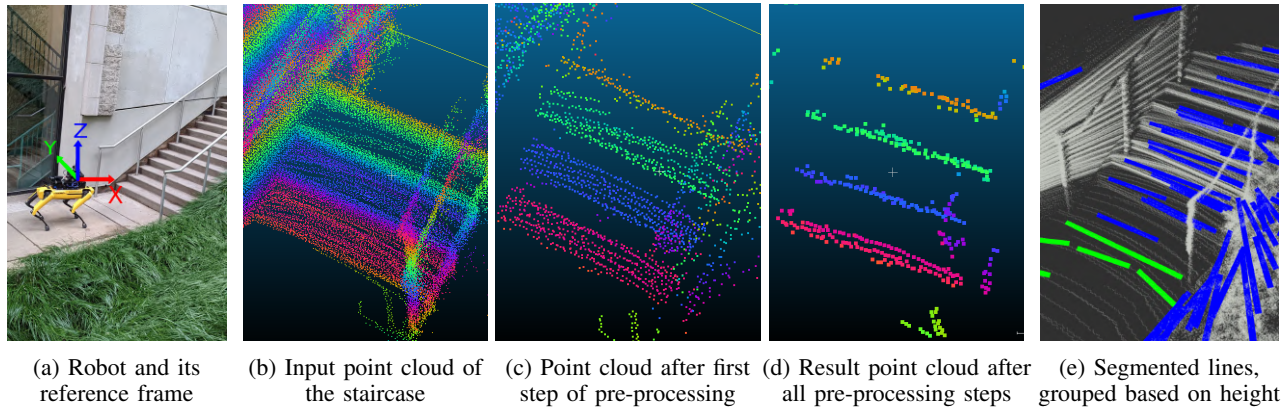 Z
Y
X
(a) Robot and its
reference frame
(b) Input point cloud of
the staircase
(c) Point cloud after first
step of pre-processing
(d) Result point cloud after
all pre-processing steps
(e) Segmented lines,
grouped based on height